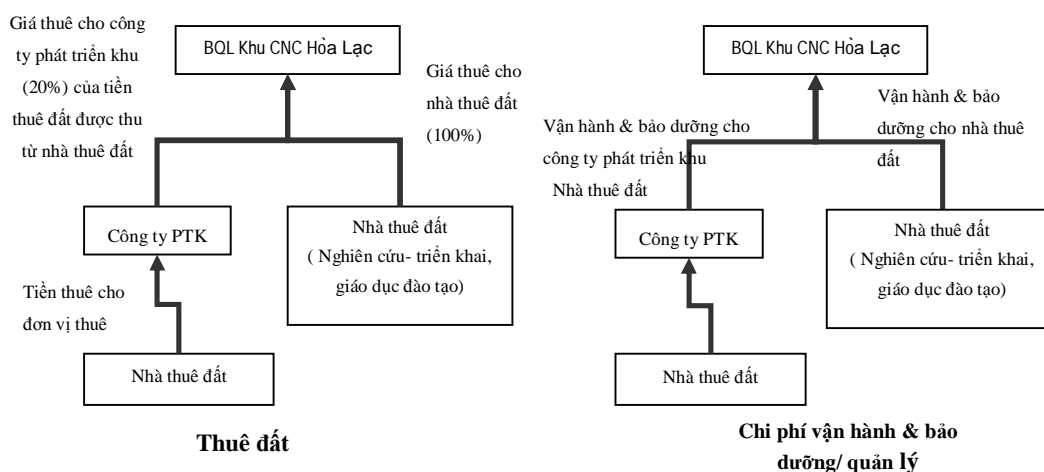 Giá thuê cho công
ty phát triển khu
(20%) của tiền
thuê đất được thu
từ nhà thuê đất
BQL Khu CNC Hòa Lạc
Giá thuê cho
nhà thuê đất
(100%)
Công ty PTK
Nhà thuê đất
( Nghiên cứu- triển khai,
giáo dục đào tạo)
Tiền thuê cho
đơn vị thuê
Nhà thuê đất
Thuê đất
BQL Khu CNC Hòa Lạc
Vận hành & bảo dưỡng cho
công ty phát triển khu
Nhà thuê đất
Vận hành & bảo
dưỡng cho nhà thuê
đất
Công ty PTK
Nhà thuê đất
( Nghiên cứu- triển khai,
giáo dục đào tạo)
Nhà thuê đất
Chi phí vận hành & bảo
dưỡng/ quản lý